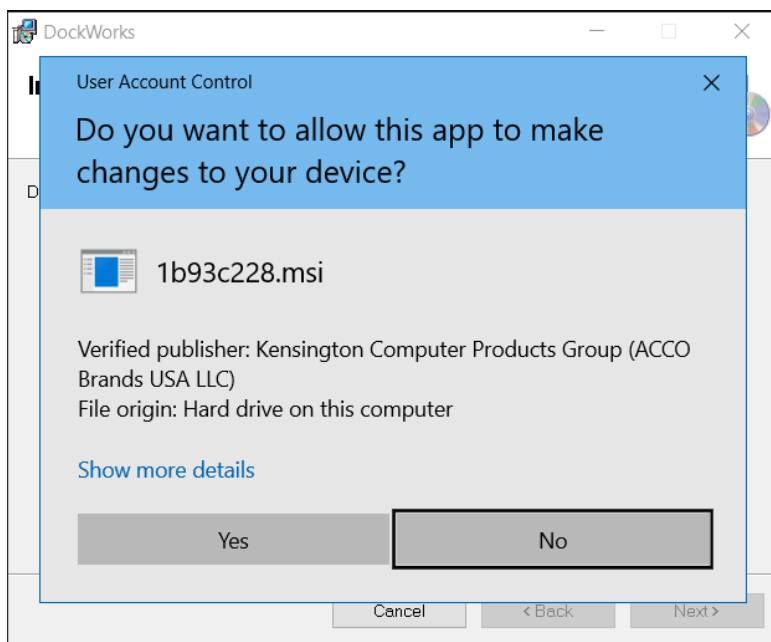 DockWorks
User Account Control
Do you want to allow this app to make
changes to your device?
1b93c228.msi
Verified publisher: Kensington Computer Products Group (ACCO
Brands USA LLC)
File origin: Hard drive on this computer
Show more details
Yes
No
Cancel
< Back
Next >